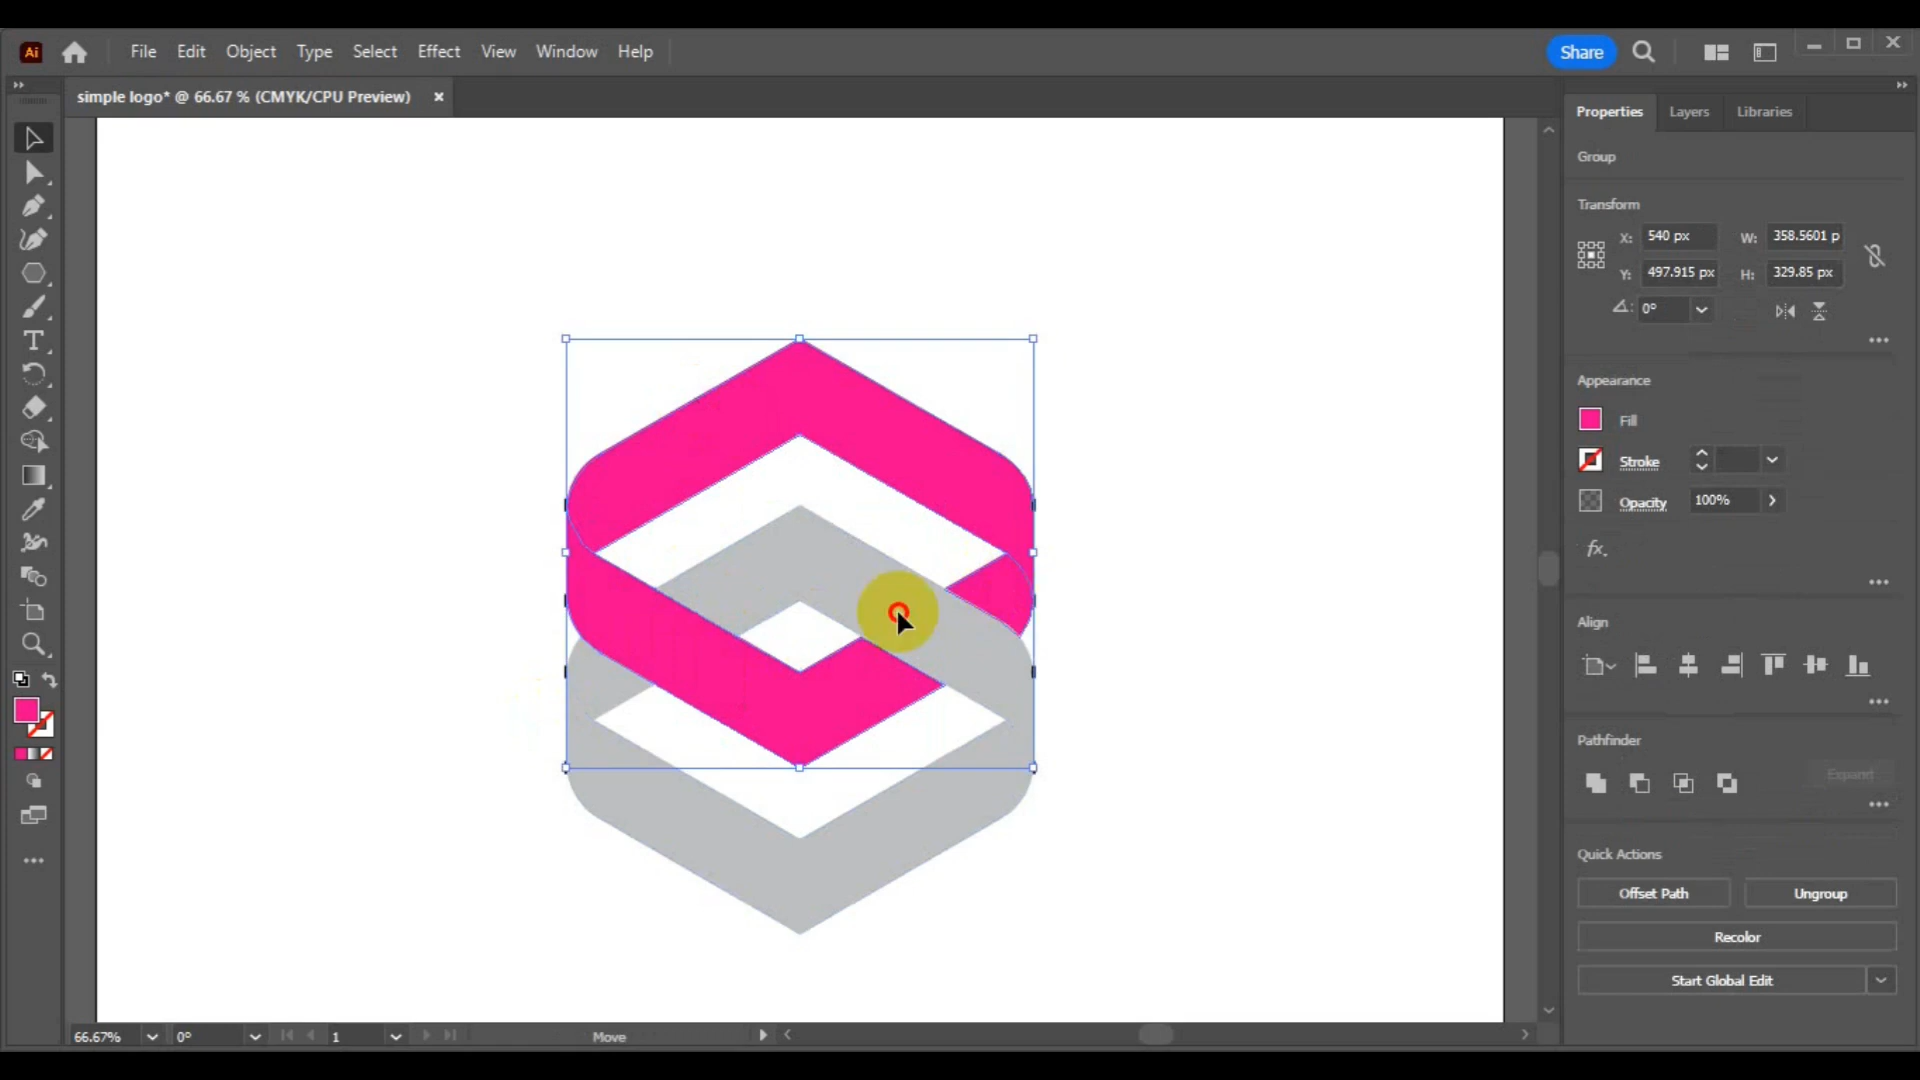 Ai File Edit Object Type Select Effect View Window Help Share
simple logo* @ 66.67 % (CMYK/CPU Preview) ×
Properties Layers Libraries
Group
Transform
X: 540 px W: 358.5601 p
Y: 497.915 px H: 329.85 px
0°
Appearance
Fill
Stroke
Opacity 100%
fx.
Align
Pathfinder
Expand
Quick Actions
Offset Path Ungroup
Recolor
Start Global Edit
66.67% 0° 1 Move